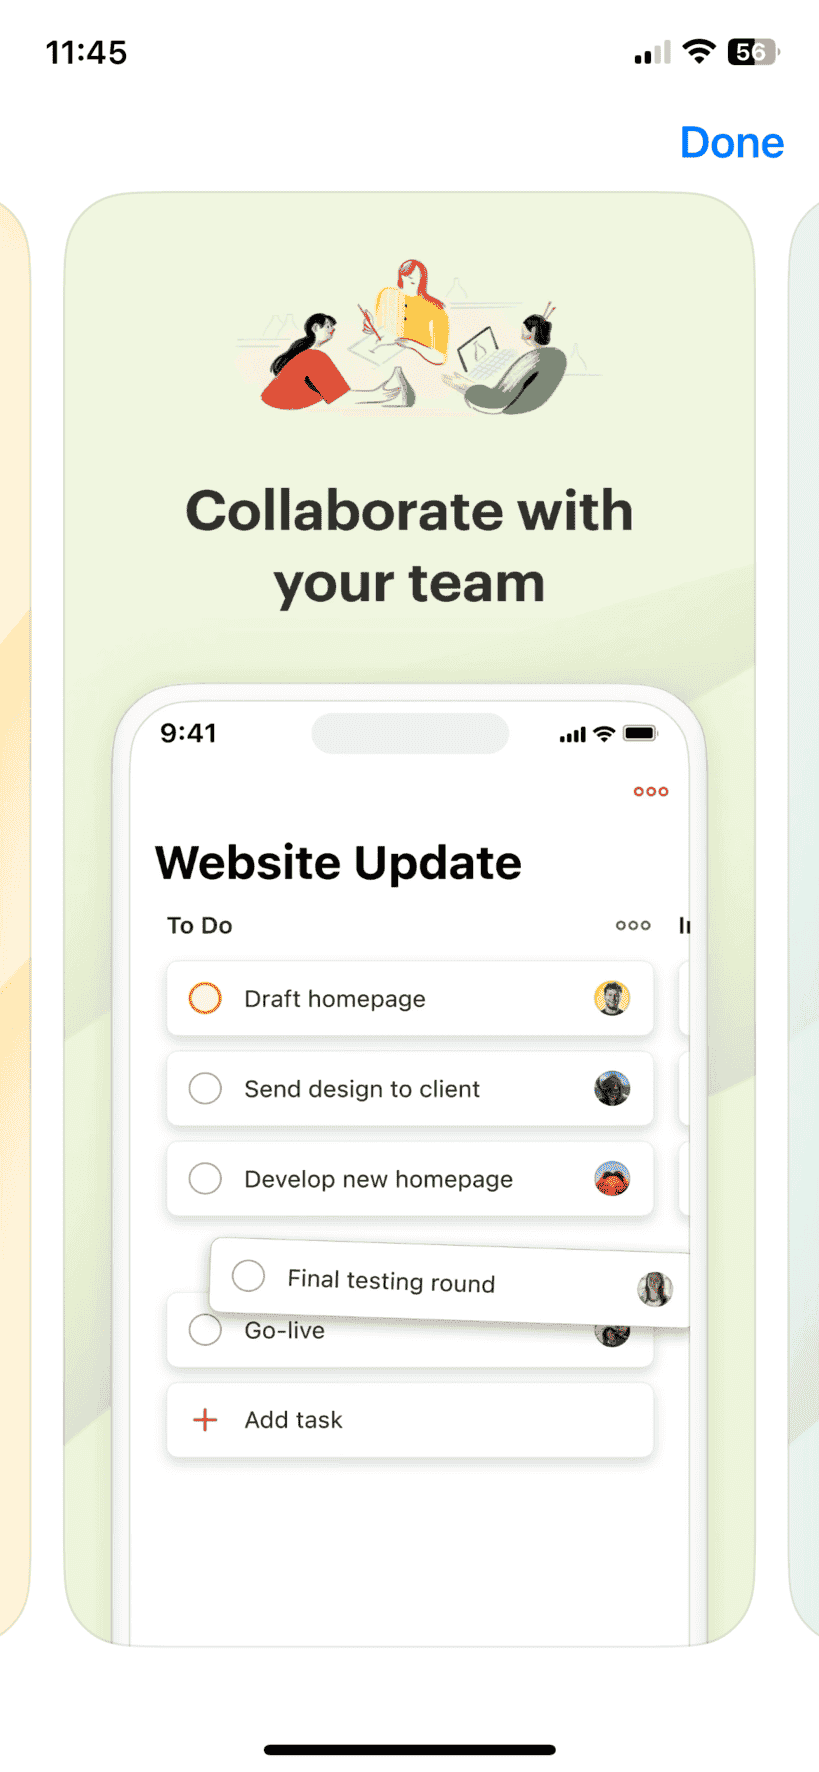 11:45
56
Done
Collaborate with
your team
9:41
Website Update
To Do
Draft homepage
Send design to client
Develop new homepage
Final testing round
Go-live
Add task